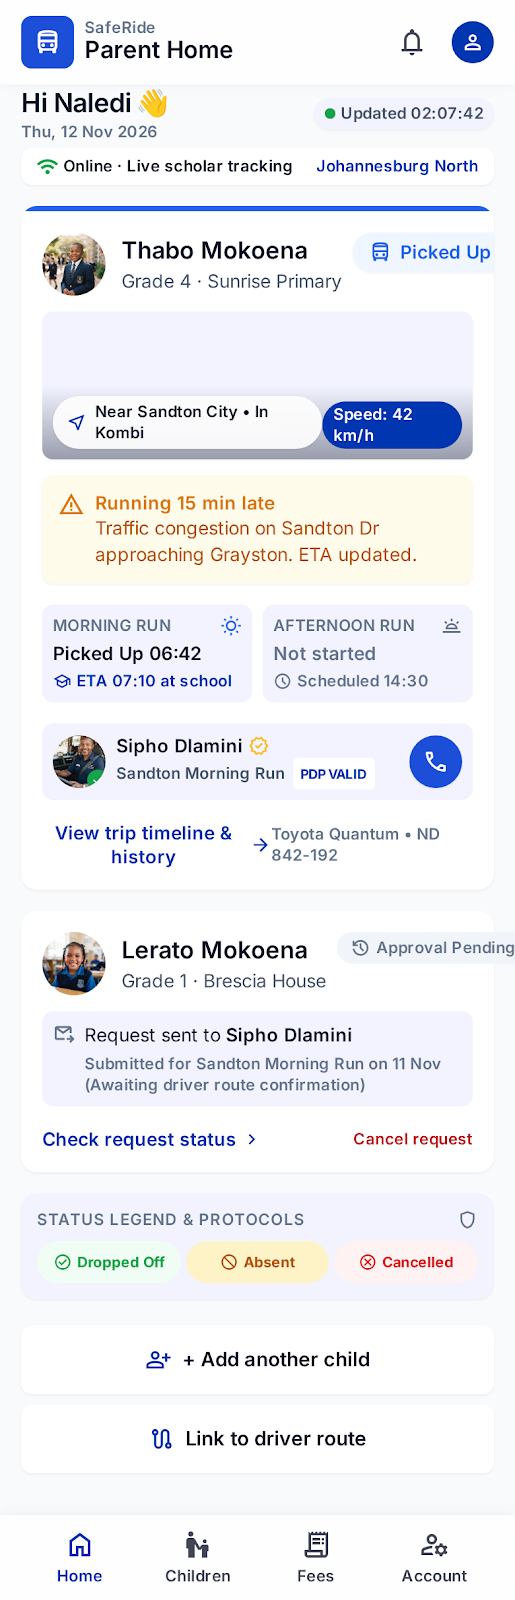 SafeRide
Parent Home
Hi Naledi 👋
Thu, 12 Nov 2026
Updated 02:07:42
Online · Live scholar tracking
Johannesburg North
Thabo Mokoena
Grade 4 · Sunrise Primary
Picked Up
Near Sandton City • In
Kombi
Speed: 42
km/h
Running 15 min late
Traffic congestion on Sandton Dr
approaching Grayston. ETA updated.
MORNING RUN
Picked Up 06:42
ETA 07:10 at school
AFTERNOON RUN
Not started
Scheduled 14:30
Sipho Dlamini
Sandton Morning Run
PDP VALID
View trip timeline &
history
Toyota Quantum • ND
842-192
Lerato Mokoena
Grade 1 · Brescia House
Approval Pending
Request sent to Sipho Dlamini
Submitted for Sandton Morning Run on 11 Nov
(Awaiting driver route confirmation)
Check request status
Cancel request
STATUS LEGEND & PROTOCOLS
Dropped Off
Absent
Cancelled
+ Add another child
Link to driver route
Home
Children
Fees
Account